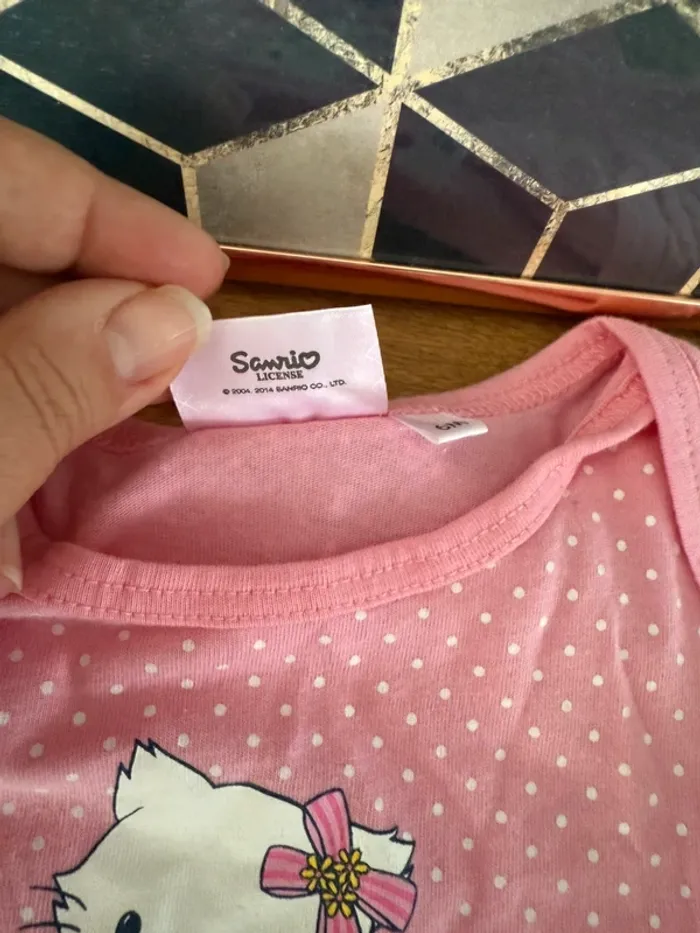 Sanrio
LICENSE
© 2004, 2014 SANRIO CO., LTD.